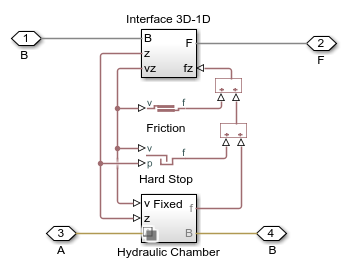 Interface 3D-1D
1
B
B
z
vz
F
fz
2
F
v
f
Friction
v
p
f
Hard Stop
v
z
Fixed
f
B
3
A
4
B
Hydraulic Chamber